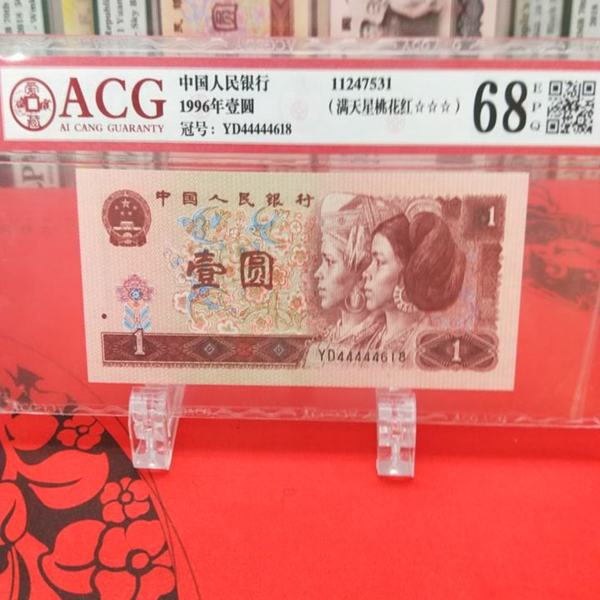 ACG
AI CANG GUARANTY
中国人民银行
1996年壹圆
冠号: YD44444618
11247531
(满天星桃花红☆☆☆)
68
EPQ
中国人民银行
壹圆
1
1
1
YD44444618